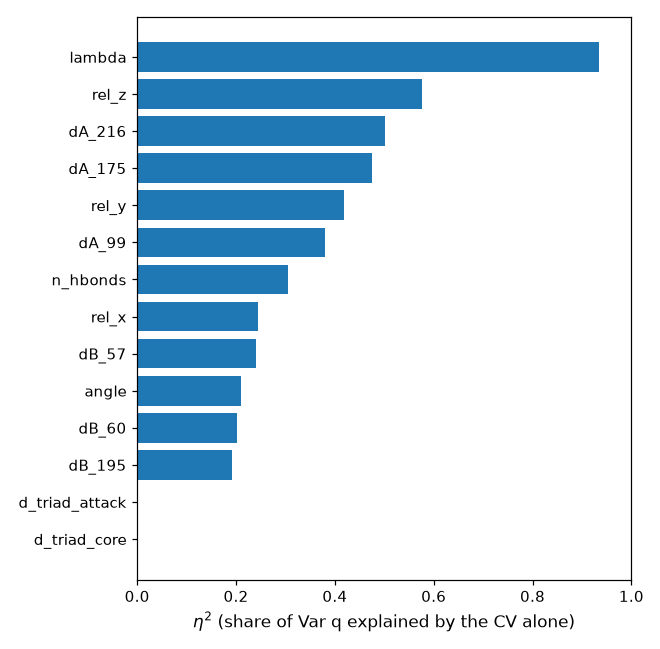 lambda
rel_z
dA_216
dA_175
rel_y
dA_99
n_hbonds
rel_x
dB_57
angle
dB_60
dB_195
d_triad_attack
d_triad_core
0.0 0.2 0.4 0.6 0.8 1.0
η² (share of Var q explained by the CV alone)